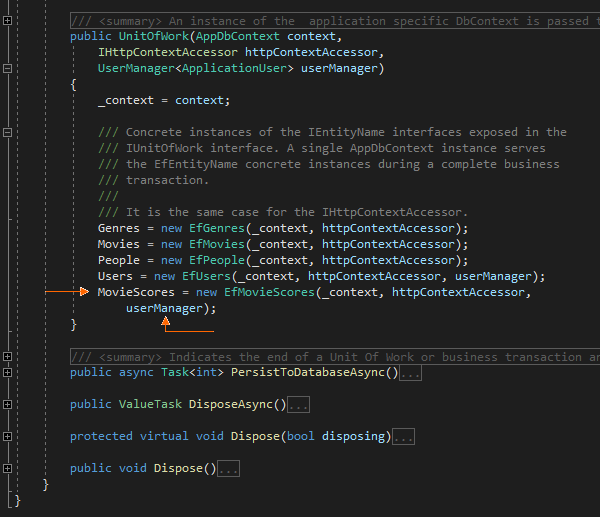 /// <summary> An instance of the  application specific DbContext is passed t
public UnitOfWork(AppDbContext context,
IHttpContextAccessor httpContextAccessor,
UserManager<ApplicationUser> userManager)
{
_context = context;
/// Concrete instances of the IEntityName interfaces exposed in the
/// IUnitOfWork interface. A single AppDbContext instance serves
/// the EfEntityName concrete instances during a complete business
/// transaction.
///
/// It is the same case for the IHttpContextAccessor.
Genres = new EfGenres(_context, httpContextAccessor);
Movies = new EfMovies(_context, httpContextAccessor);
People = new EfPeople(_context, httpContextAccessor);
Users = new EfUsers(_context, httpContextAccessor, userManager);
MovieScores = new EfMovieScores(_context, httpContextAccessor,
userManager);
}
/// <summary> Indicates the end of a Unit Of Work or business transaction an
public async Task<int> PersistToDatabaseAsync()...
public ValueTask DisposeAsync()...
protected virtual void Dispose(bool disposing)...
public void Dispose()...
}
}